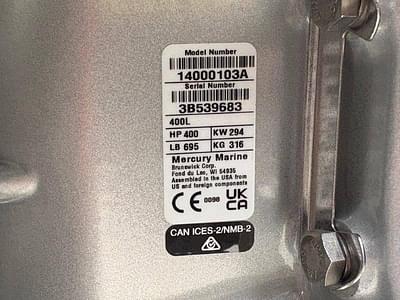 Model Number
14000103A
Serial Number
3B539683
400L
HP 400 KW 294
LB 695 KG 316
Mercury Marine
Brunswick Corp.
Fond du Lac, WI 54935
Assembled in the USA from
US and foreign components
CE 0098 UK CA
CAN ICES-2/NMB-2